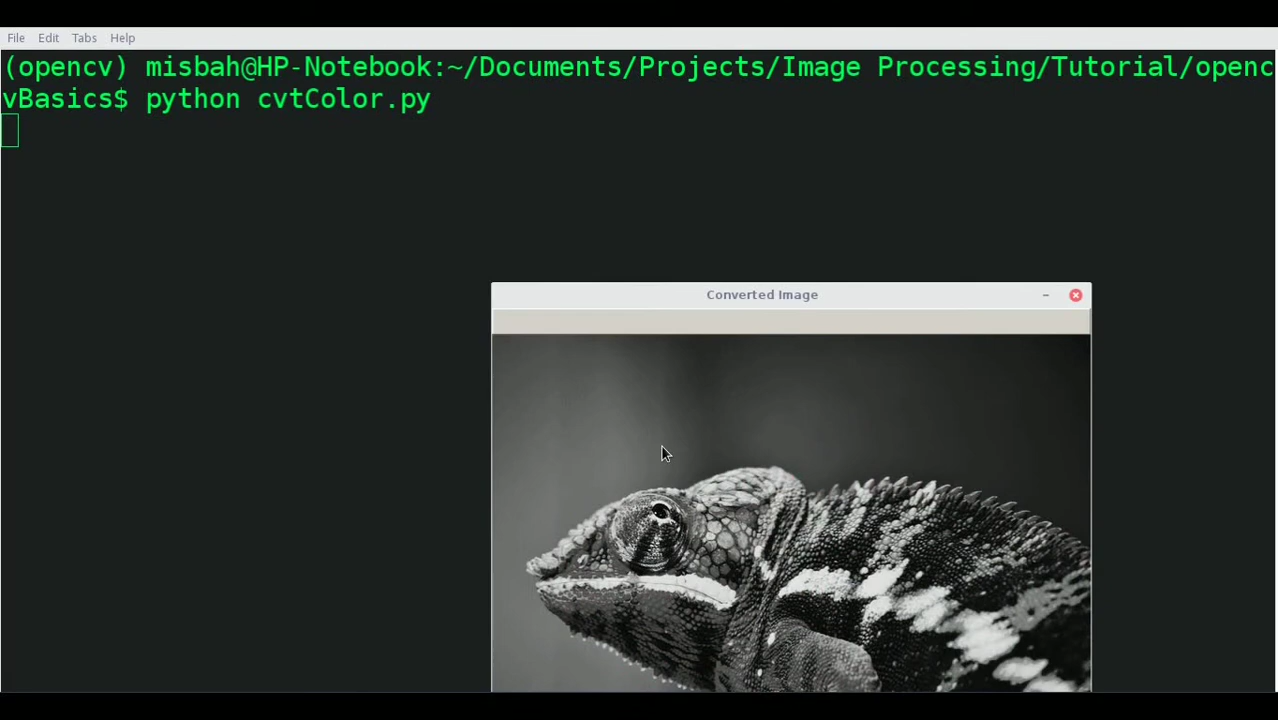 File Edit Tabs Help
(opencv) misbah@HP-Notebook:~/Documents/Projects/Image Processing/Tutorial/openc
vBasics$ python cvtColor.py
Converted Image